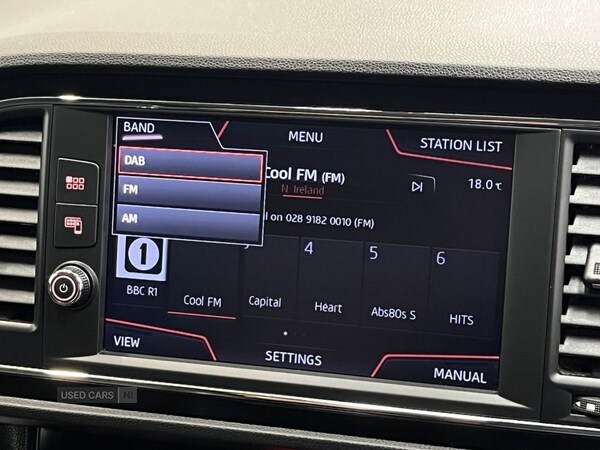 BAND
MENU
STATION LIST
DAB
FM
AM
Cool FM (FM)
N. Ireland
18.0°C
on 028 9182 0010 (FM)
1
4
5
6
BBC R1
Cool FM
Capital
Heart
Abs80s S
HITS
VIEW
SETTINGS
MANUAL
USED CARS NI